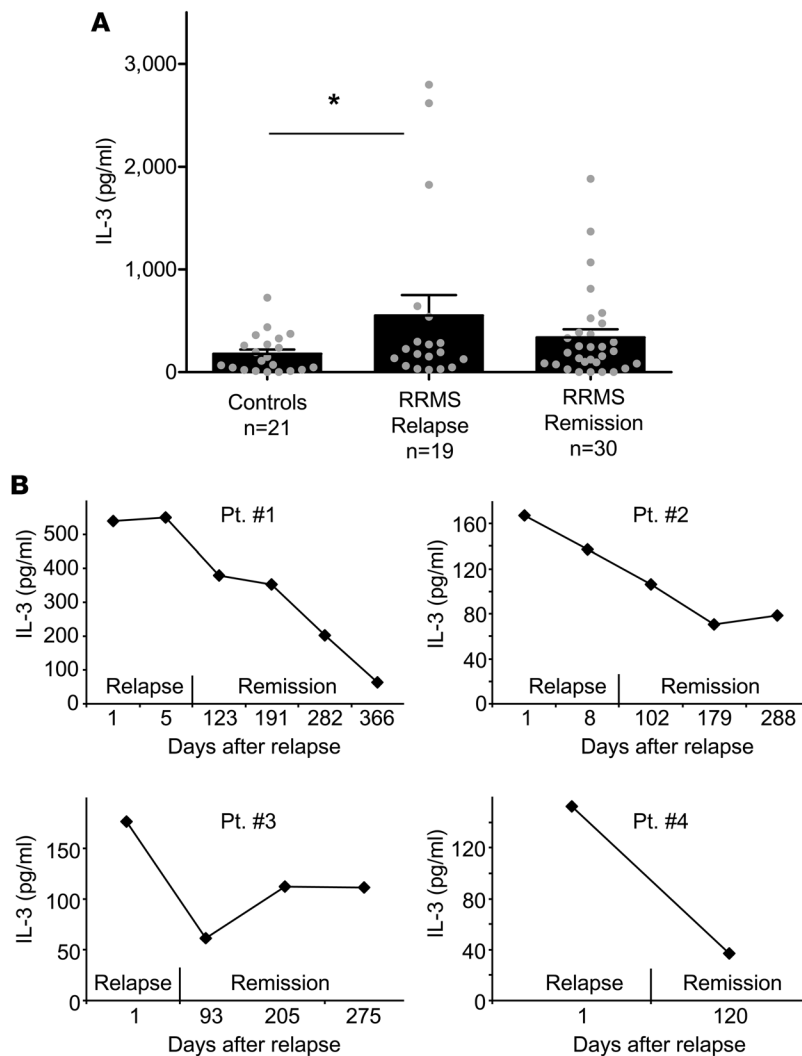 A
IL-3 (pg/ml)
3,000
2,000
1,000
0
*
Controls
n=21
RRMS
Relapse
n=19
RRMS
Remission
n=30
B
Pt. #1
IL-3 (pg/ml)
500
400
300
200
100
0
Relapse Remission
1 5 123 191 282 366
Days after relapse
Pt. #2
IL-3 (pg/ml)
160
120
80
40
0
Relapse Remission
1 8 102 179 288
Days after relapse
Pt. #3
IL-3 (pg/ml)
150
100
50
0
Relapse Remission
1 93 205 275
Days after relapse
Pt. #4
IL-3 (pg/ml)
120
80
40
0
Relapse Remission
1 120
Days after relapse